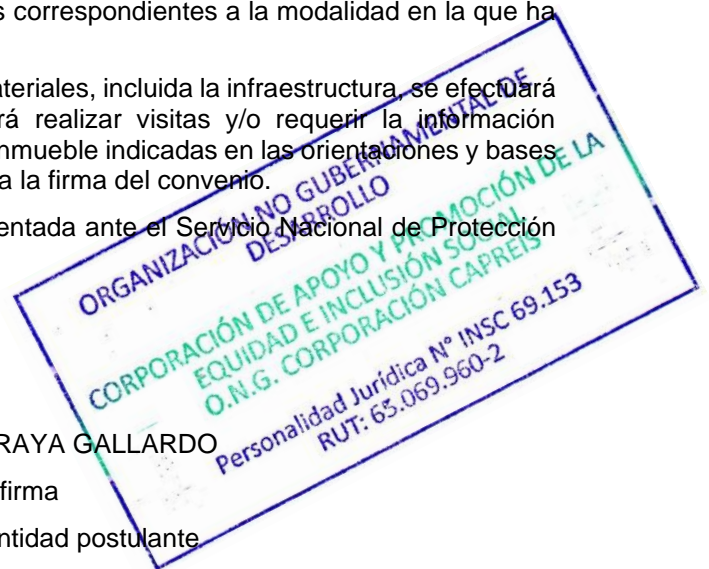 s correspondientes a la modalidad en la que ha
ateriales, incluida la infraestructura, se efectuará
rá realizar visitas y/o requerir la información
nmueble indicadas en las orientaciones y bases
a la firma del convenio.
entada ante el Servicio Nacional de Protección
ORGANIZACIÓN NO GUBERNAMENTAL DE
DESARROLLO
CORPORACIÓN DE APOYO Y PROMOCIÓN DE LA
EQUIDAD E INCLUSIÓN SOCIAL
O.N.G. CORPORACIÓN CAPREIS
Personalidad Jurídica N° INSC 69.153
RUT: 65.069.960-2
RAYA GALLARDO
firma
ntidad postulante